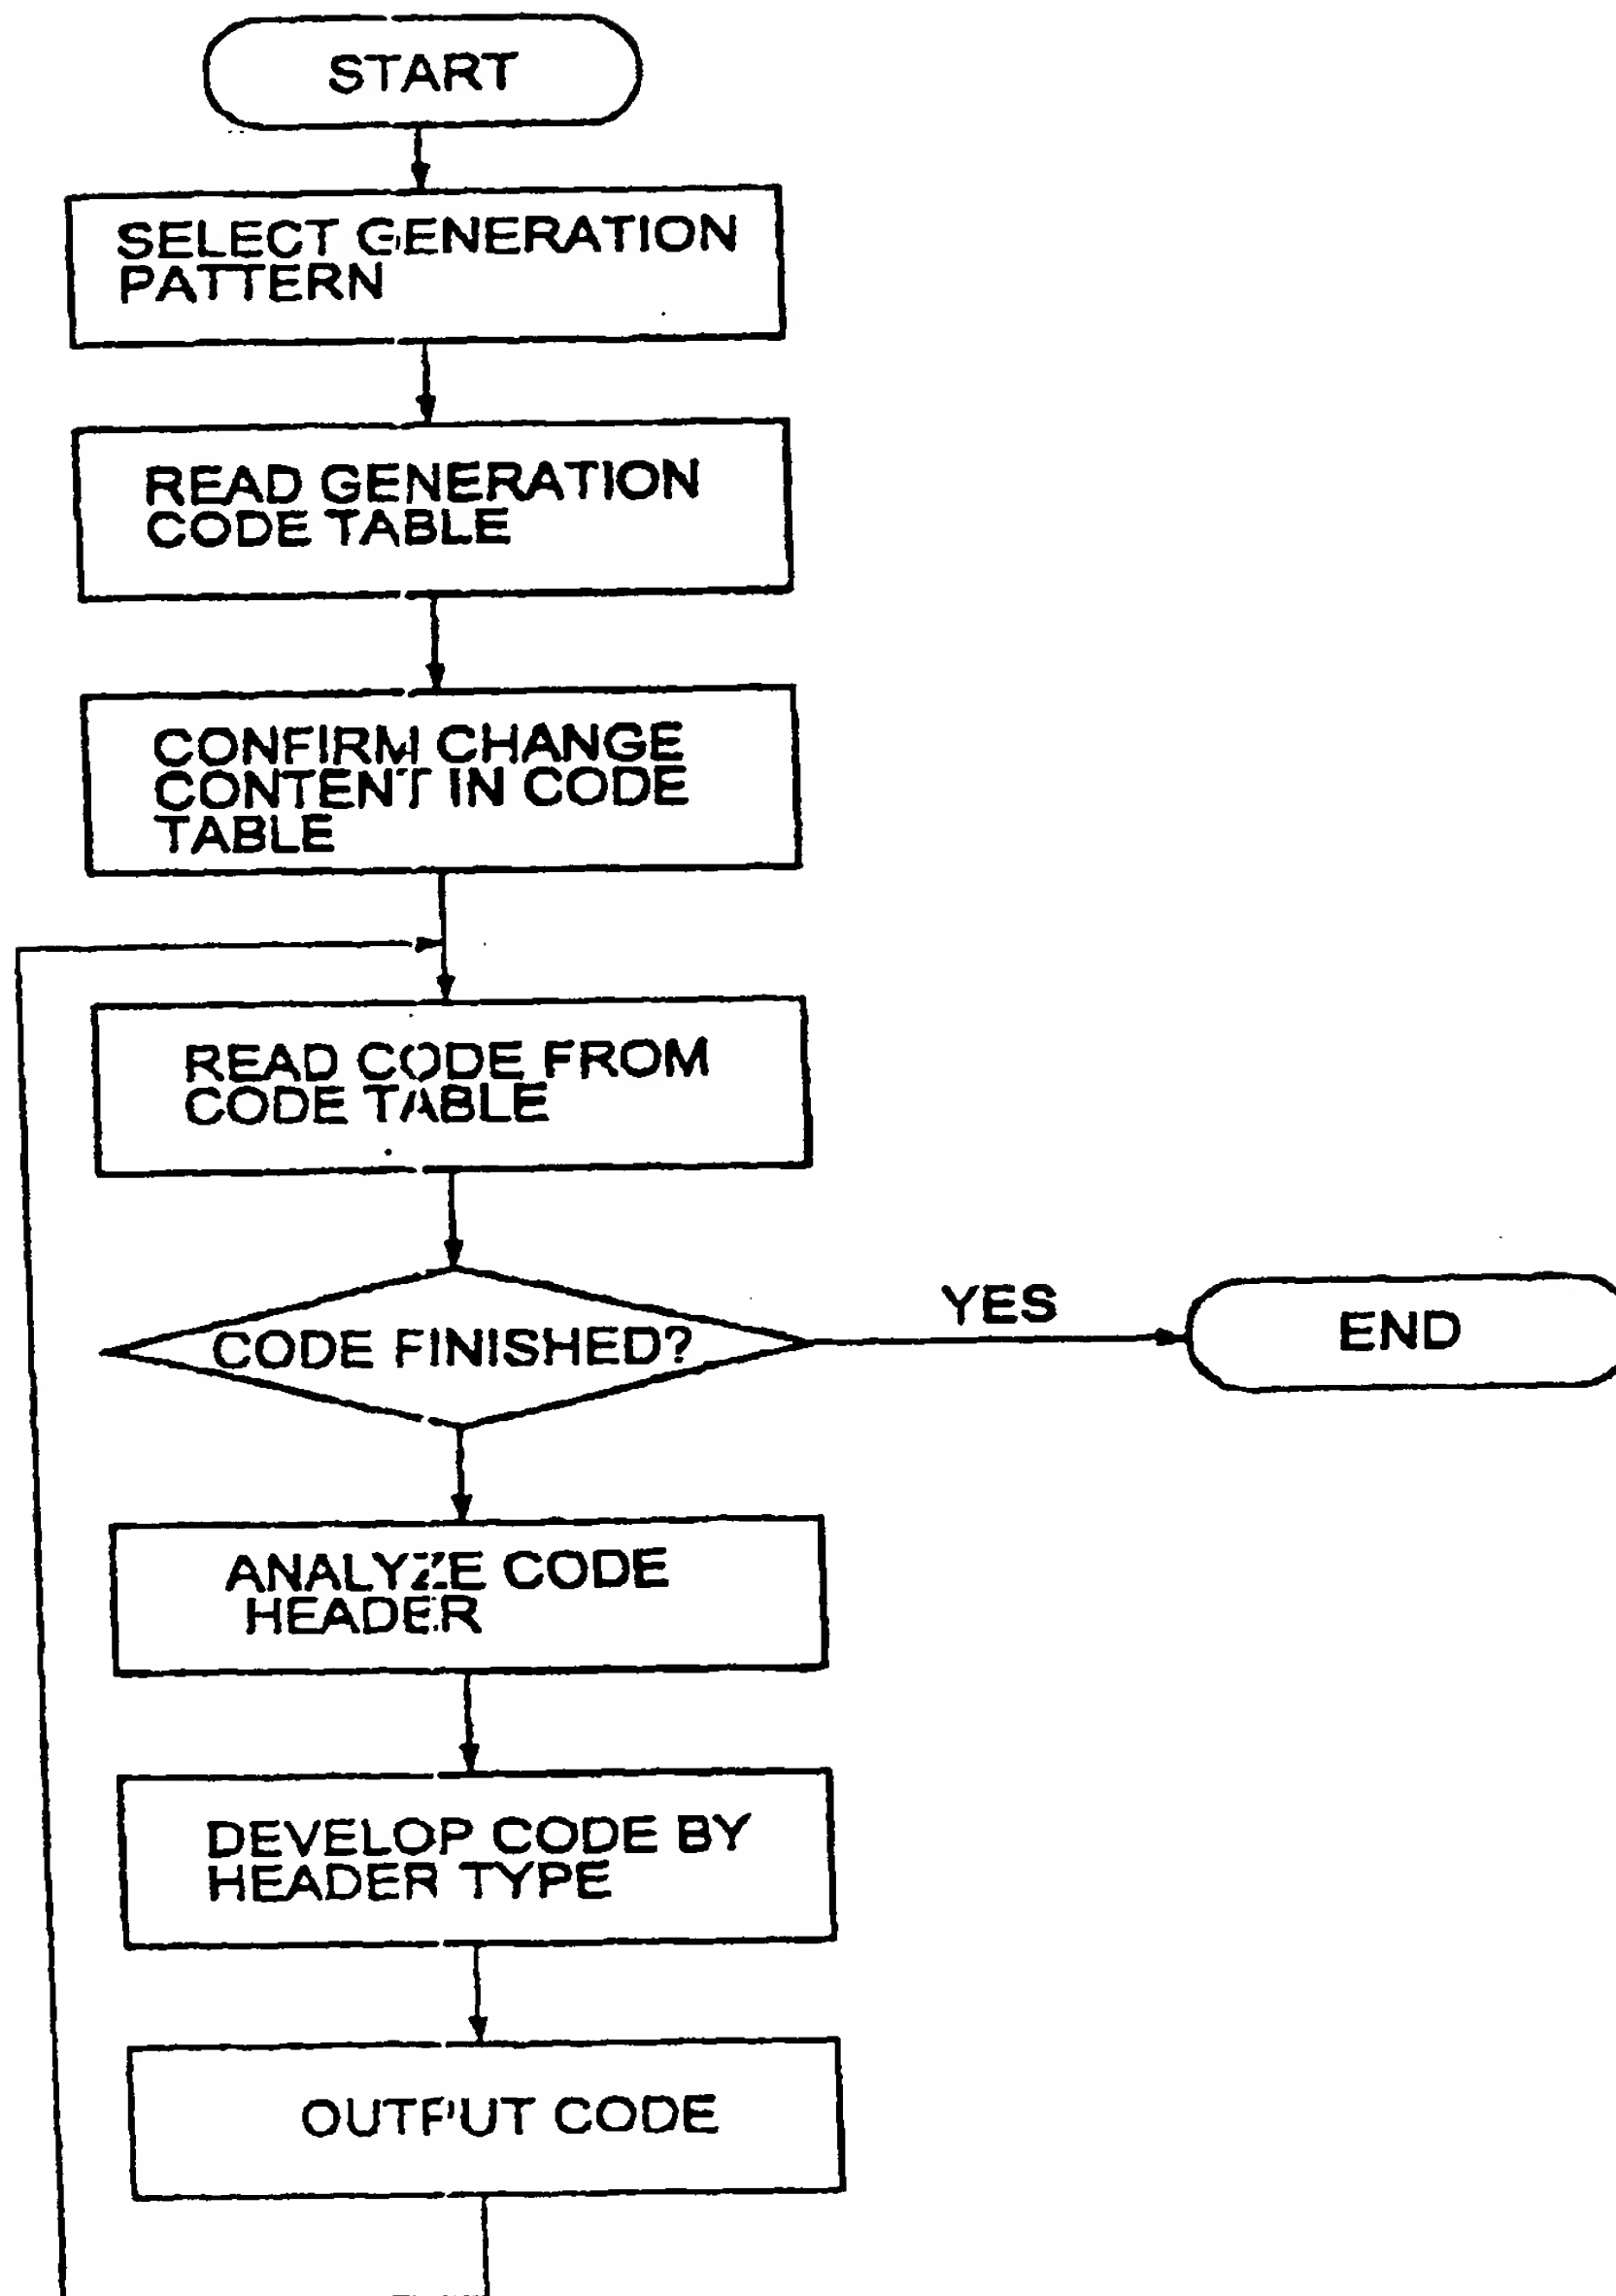 START
SELECT GENERATION
PATTERN
READ GENERATION
CODE TABLE
CONFIRM CHANGE
CONTENT IN CODE
TABLE
READ CODE FROM
CODE TABLE
CODE FINISHED?
YES
END
ANALYZE CODE
HEADER
DEVELOP CODE BY
HEADER TYPE
OUTPUT CODE